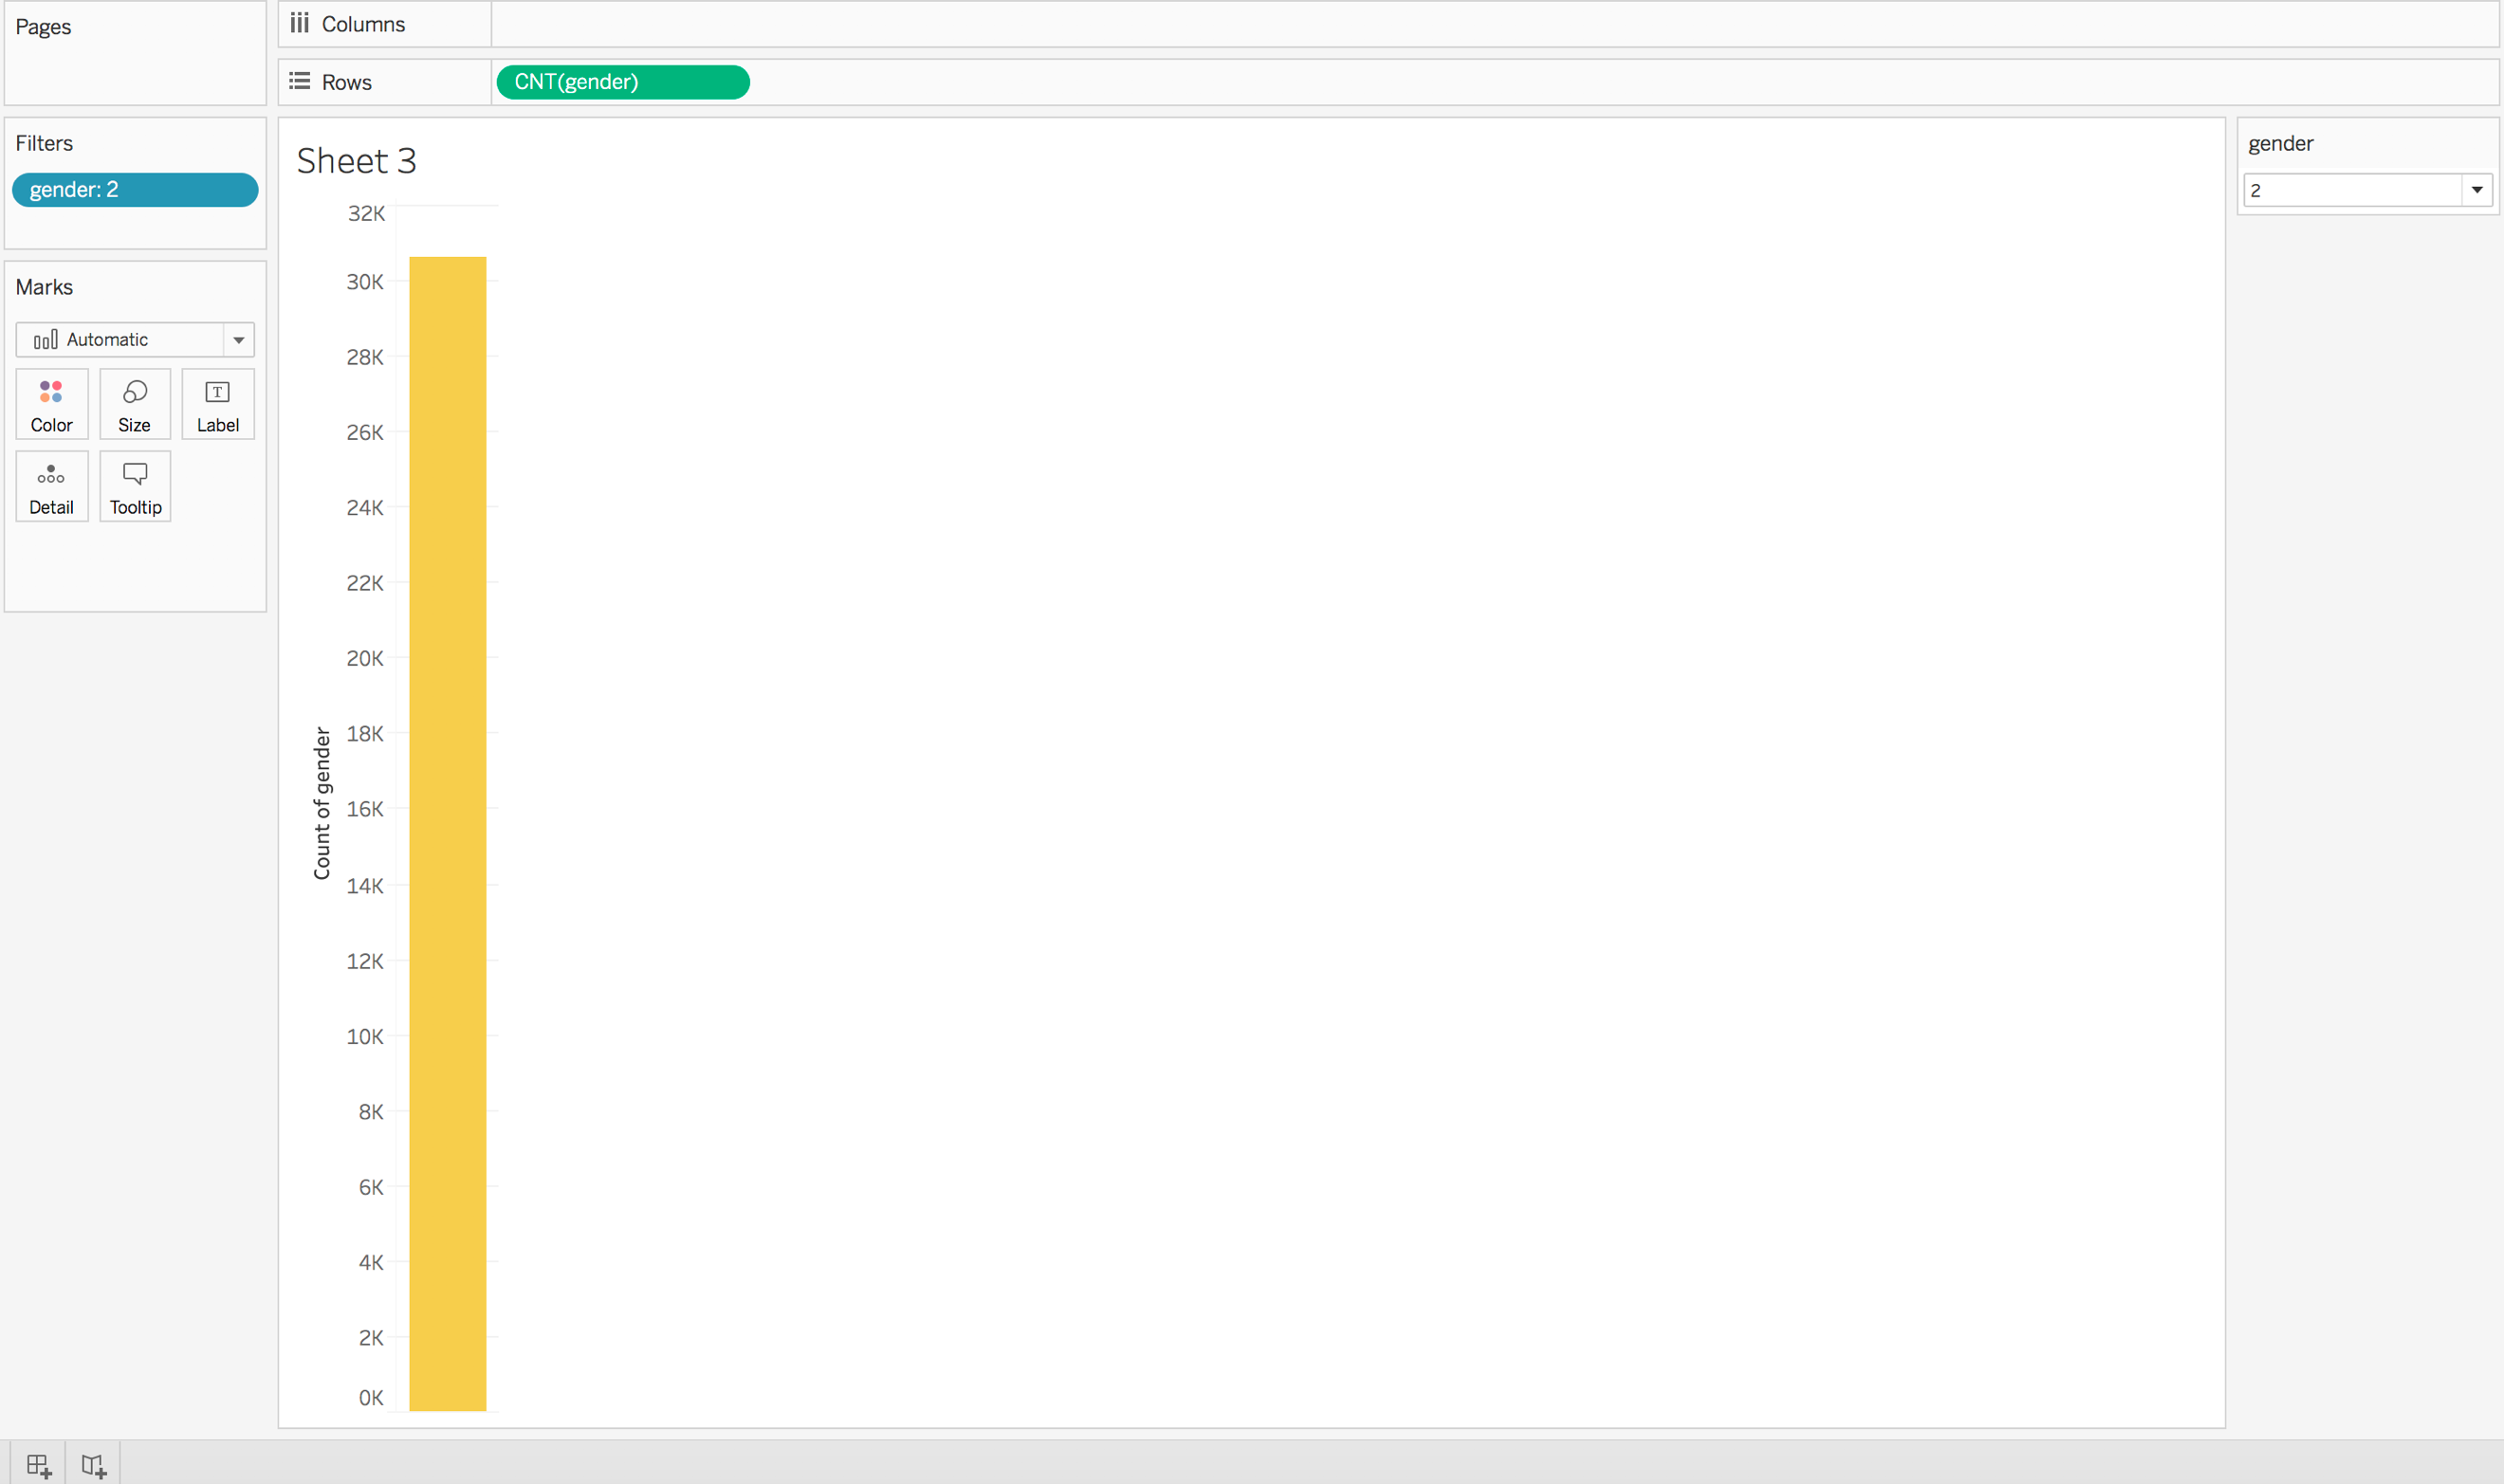 Pages
Columns
Rows
CNT(gender)
Filters
gender: 2
Marks
Automatic
Color
Size
T
Label
Detail
Tooltip
Sheet 3
32K
30K
28K
26K
24K
22K
20K
18K
16K
14K
12K
10K
8K
6K
4K
2K
0K
Count of gender
gender
2